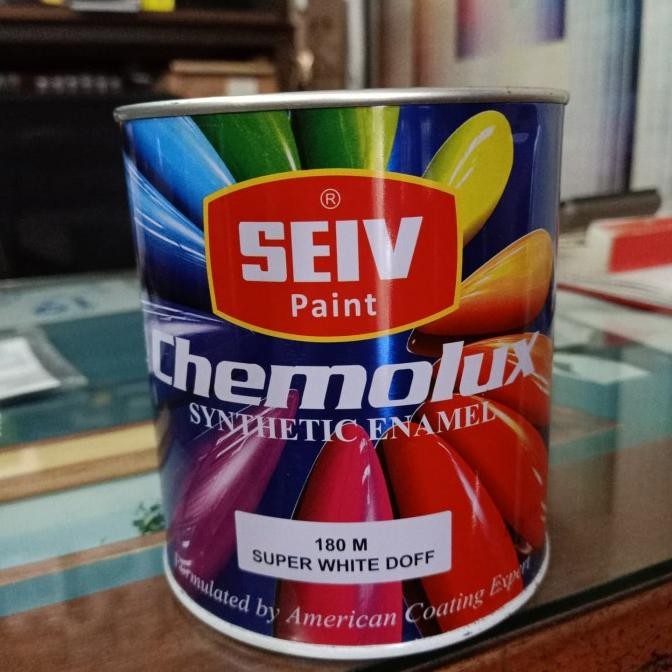 ®
SEIV
Paint
Chemolux
SYNTHETIC ENAMEL
180 M
SUPER WHITE DOFF
Formulated by American Coating Expert